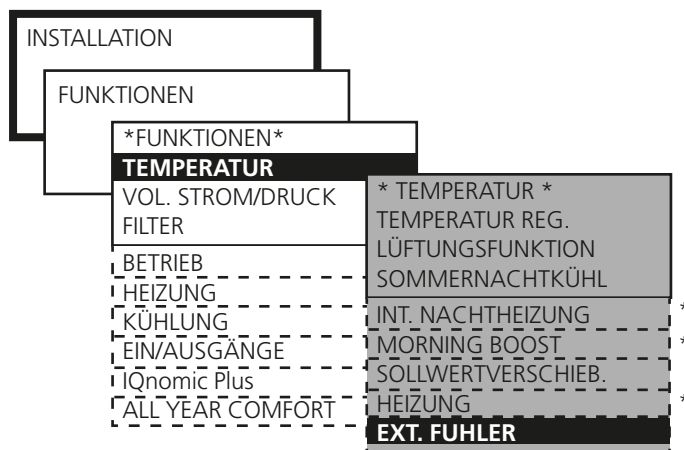 INSTALLATION
FUNKTIONEN
*FUNKTIONEN*
TEMPERATUR
VOL. STROM/DRUCK
FILTER
BETRIEB
HEIZUNG
KÜHLUNG
EIN/AUSGÄNGE
IQnomic Plus
ALL YEAR COMFORT
* TEMPERATUR *
TEMPERATUR REG.
LÜFTUNGSFUNKTION
SOMMERNACHTKÜHL
INT. NACHTHEIZUNG *
MORNING BOOST *
SOLLWERTVERSCHIEB.
HEIZUNG *
EXT. FUHLER